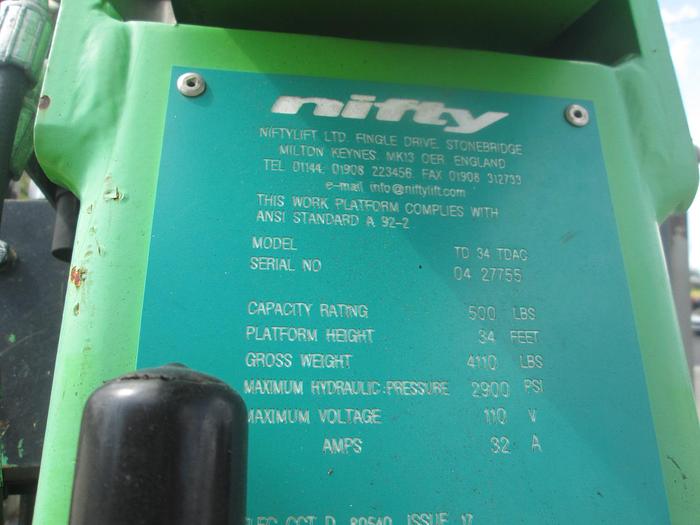 nifty
NIFTYLIFT LTD. FINGLE DRIVE, STONEBRIDGE
MILTON KEYNES. MK13 OER ENGLAND
TEL 01144. 01908 223456. FAX 01908 312733
e-mail info@niftylift.com
THIS WORK PLATFORM COMPLIES WITH
ANSI STANDARD A 92-2
MODEL TD 34 TDAC
SERIAL NO 04 27755
CAPACITY RATING 500 LBS
PLATFORM HEIGHT 34 FEET
GROSS WEIGHT 4110 LBS
MAXIMUM HYDRAULIC PRESSURE 2900 PSI
MAXIMUM VOLTAGE 110 V
AMPS 32 A
ISSUE 17